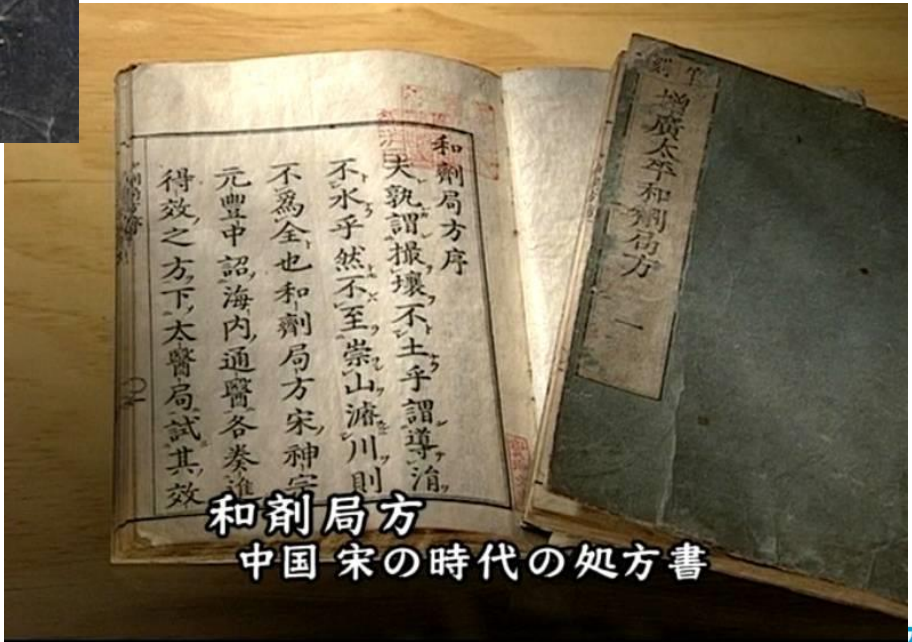 和劑局方序
夫孰謂撮壤不土乎謂導涓
不水乎然不至崇山濬川則
不爲全也和劑局方宋神宗
元豐中詔海内通醫各奏進
得效之方下太醫局試其效
増廣太平和劑局方
一
和剤局方
中国 宋の時代の処方書